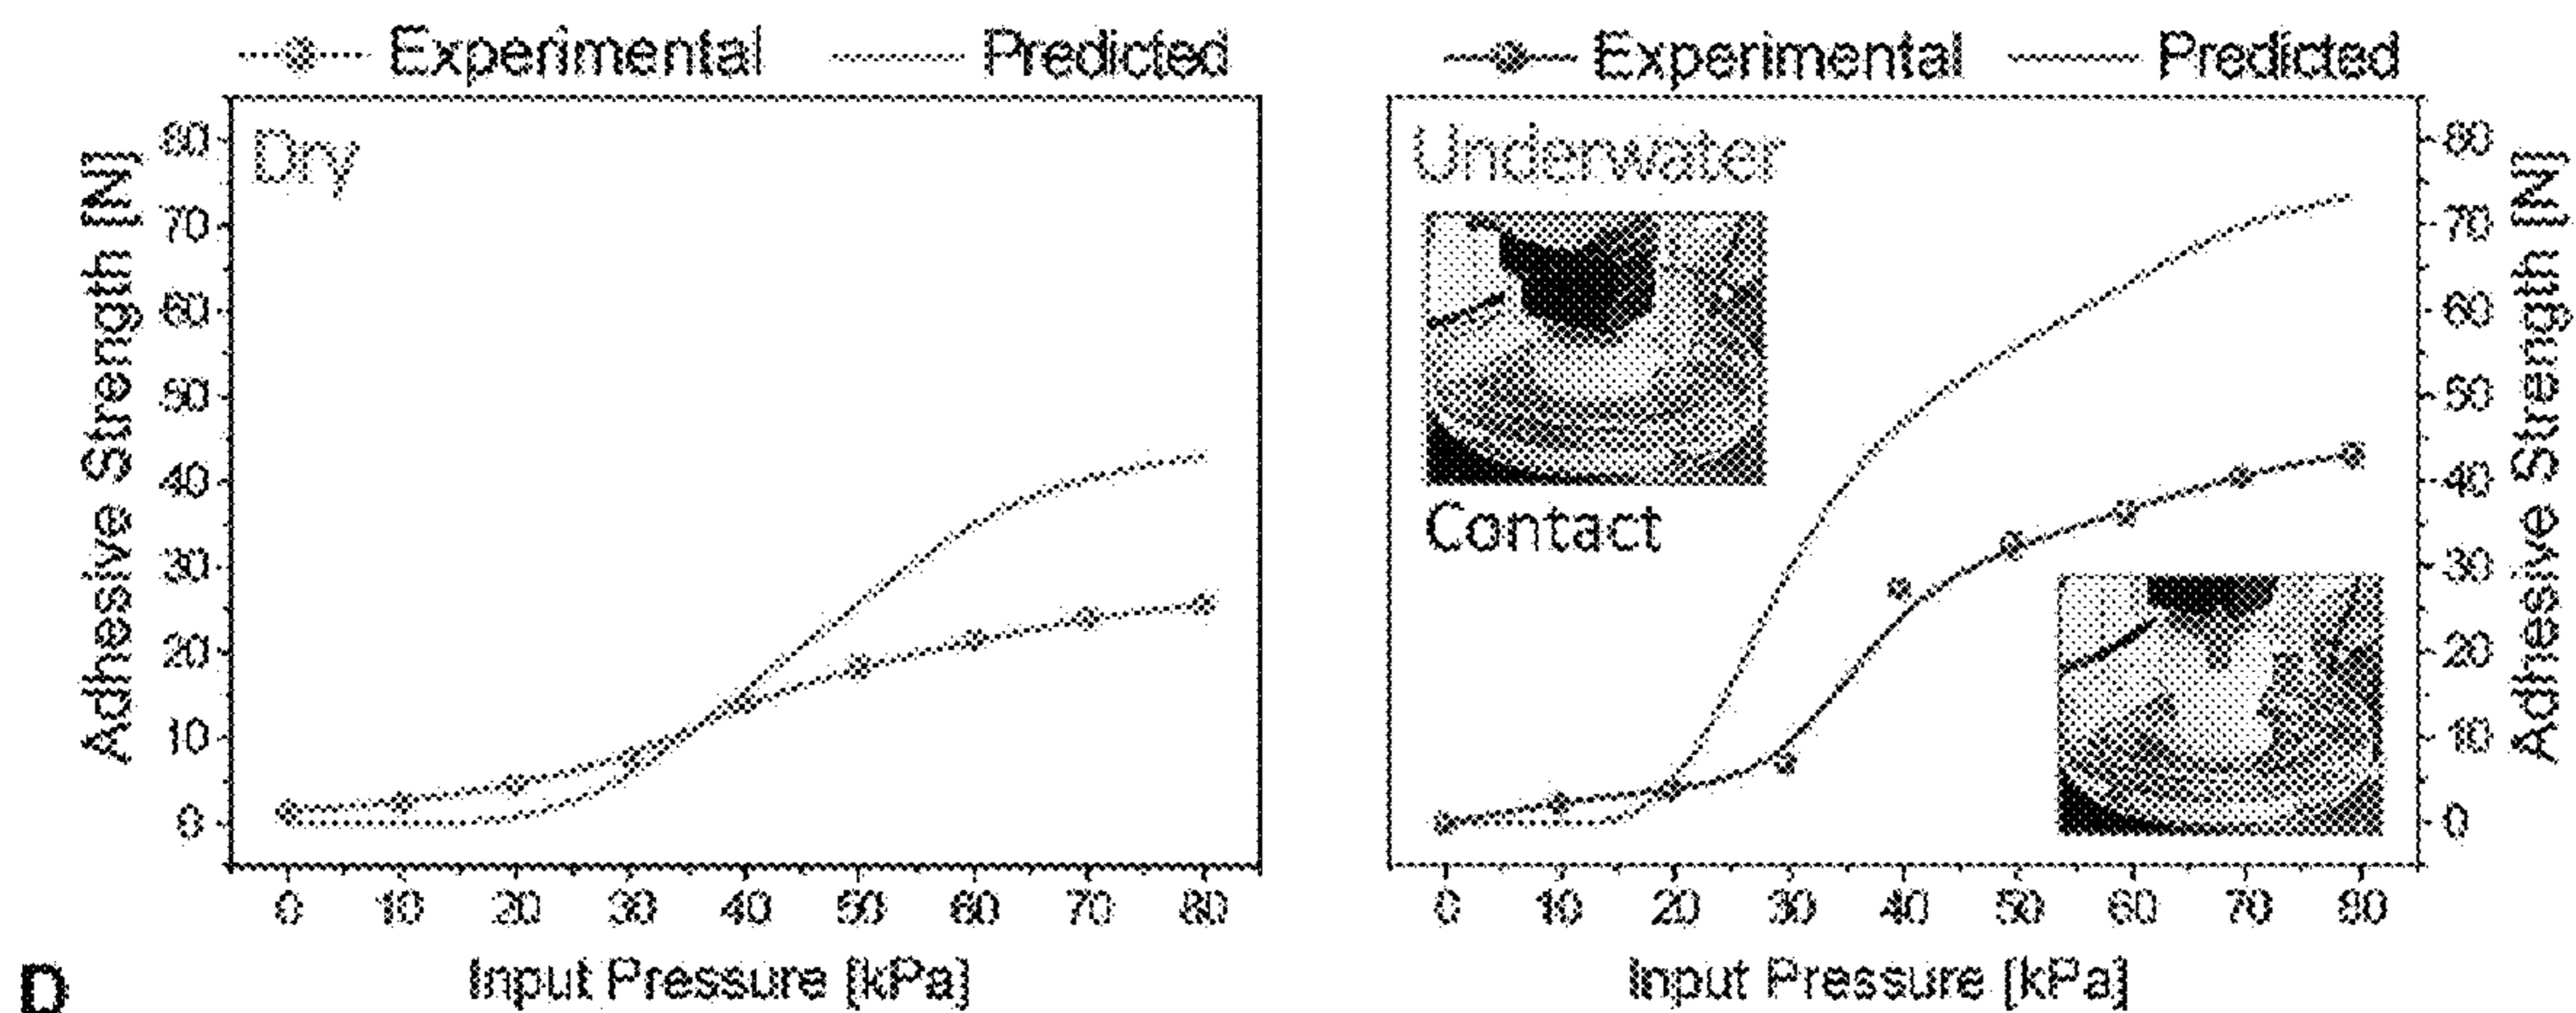 Experimental Predicted
Dry
Adhesive Strength [N]
80
70
60
50
40
30
20
10
0
0 10 20 30 40 50 60 70 80
Input Pressure [kPa]
Experimental Predicted
Underwater
Contact
80
70
60
50
40
30
20
10
0
Adhesive Strength [N]
0 10 20 30 40 50 60 70 80
Input Pressure [kPa]
D